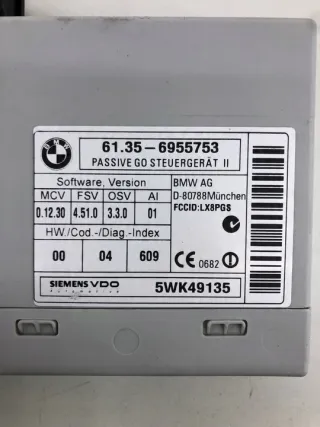 BMW
61.35-6955753
PASSIVE GO STEUERGERÄT II
Software, Version
MCV FSV OSV AI
0.12.30 4.51.0 3.3.0 01
HW./Cod.-/Diag.-Index
00 04 609
BMW AG
D-80788München
FCCID:LX8PGS
CE 0682
SIEMENS VDO
Automotive
5WK49135